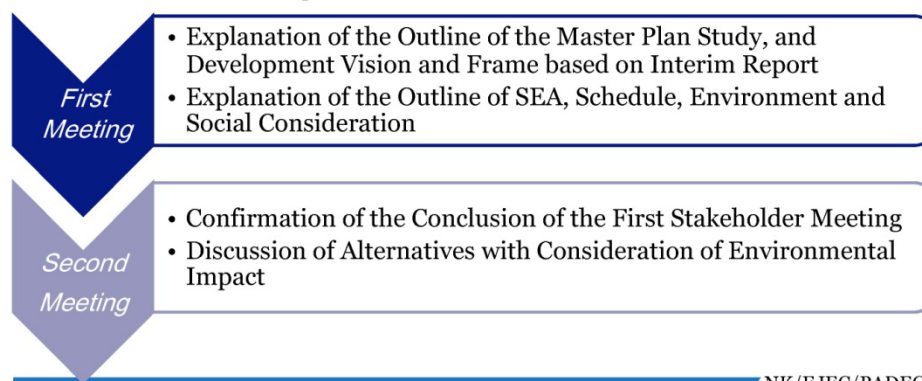 First
Meeting
• Explanation of the Outline of the Master Plan Study, and
Development Vision and Frame based on Interim Report
• Explanation of the Outline of SEA, Schedule, Environment and
Social Consideration
Second
Meeting
• Confirmation of the Conclusion of the First Stakeholder Meeting
• Discussion of Alternatives with Consideration of Environmental
Impact